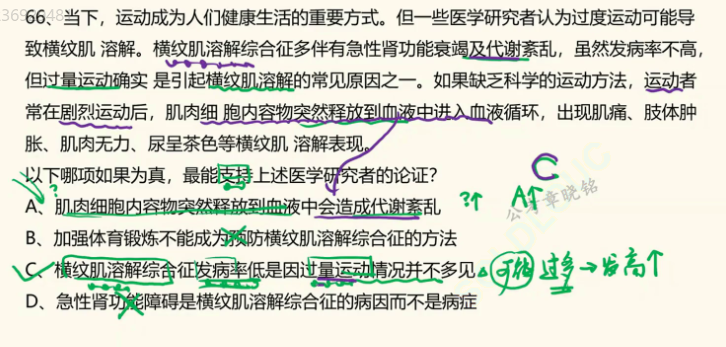 66、当下，运动成为人们健康生活的重要方式。但一些医学研究者认为过度运动可能导
致横纹肌 溶解。横纹肌溶解综合征多伴有急性肾功能衰竭及代谢紊乱，虽然发病率不高，
但过量运动确实 是引起横纹肌溶解的常见原因之一。如果缺乏科学的运动方法，运动者
常在剧烈运动后，肌肉细 胞内容物突然释放到血液中进入血液循环，出现肌痛、肢体肿
胀、肌肉无力、尿呈茶色等横纹肌 溶解表现。
以下哪项如果为真，最能支持上述医学研究者的论证？
C
A、肌肉细胞内容物突然释放到血液中会造成代谢紊乱
?↑ A↑
公子章晓铭
B、加强体育锻炼不能成为预防横纹肌溶解综合征的方法
C、横纹肌溶解综合征发病率低是因过量运动情况并不多见
可能 过多→发高↑
D、急性肾功能障碍是横纹肌溶解综合征的病因而不是病症